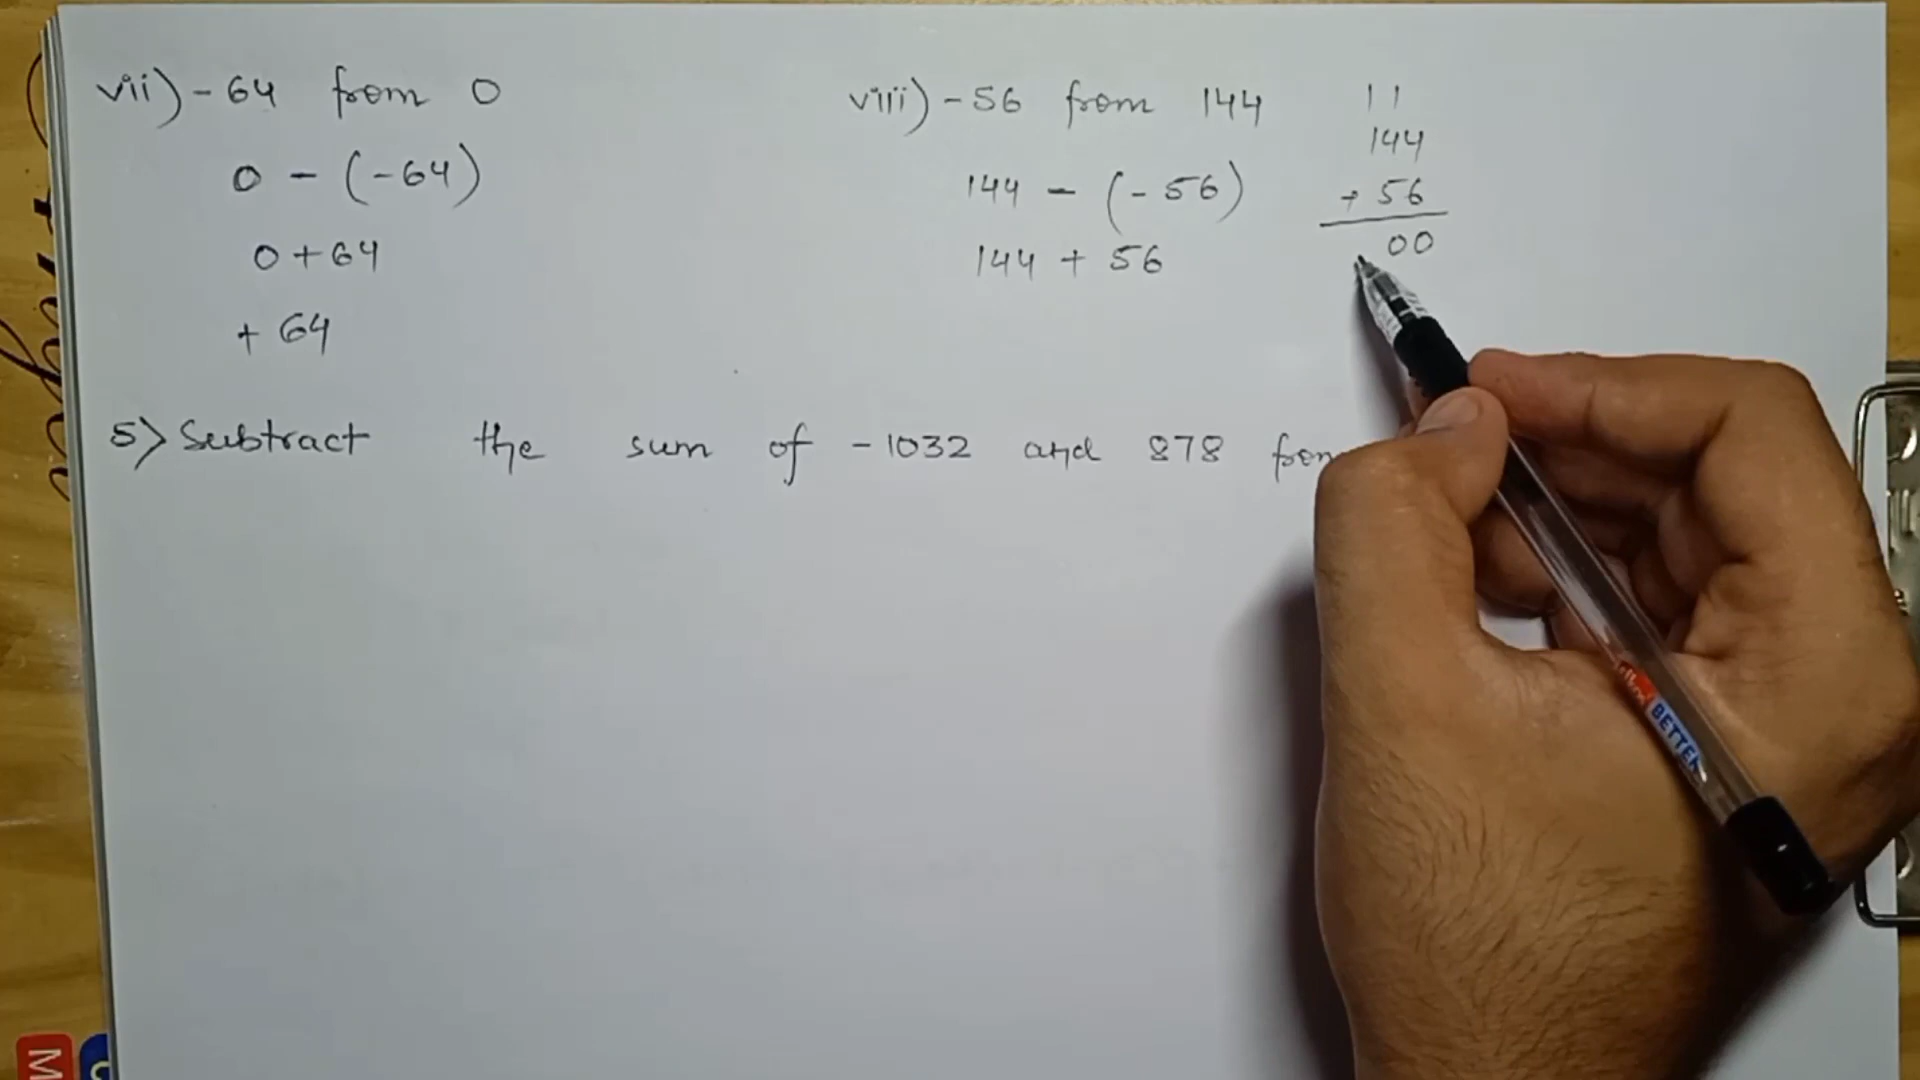 vii) -64 from 0
0 - (-64)
0 + 64
+ 64
viii) -56 from 144
144 - (-56)
144 + 56
11
144
+ 56
00
5) Subtract the sum of -1032 and 878 from
BETTER
M